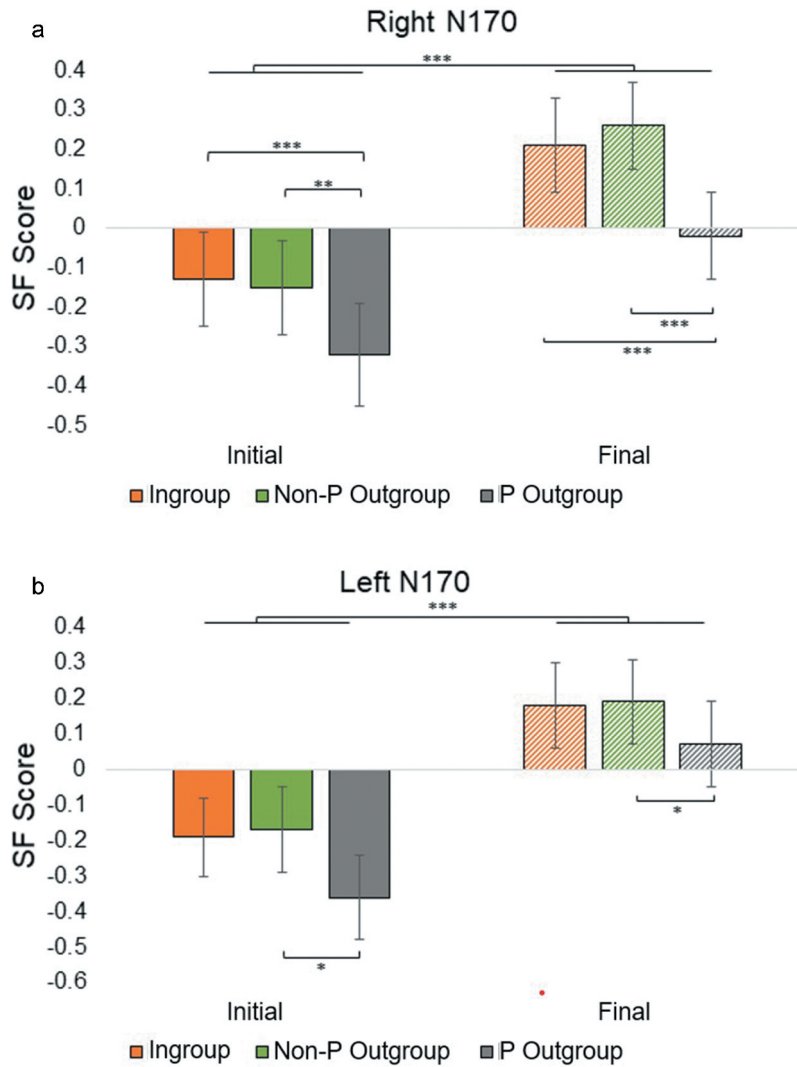 a
Right N170
0.4
***
0.3
0.2
***
0.1
**
0
-0.1
-0.2
***
-0.3
***
-0.4
-0.5
SF Score
Initial
Final
Ingroup Non-P Outgroup P Outgroup
b
Left N170
0.4
***
0.3
0.2
0.1
0
-0.1
*
-0.2
-0.3
-0.4
-0.5
*
-0.6
SF Score
Initial
Final
Ingroup Non-P Outgroup P Outgroup